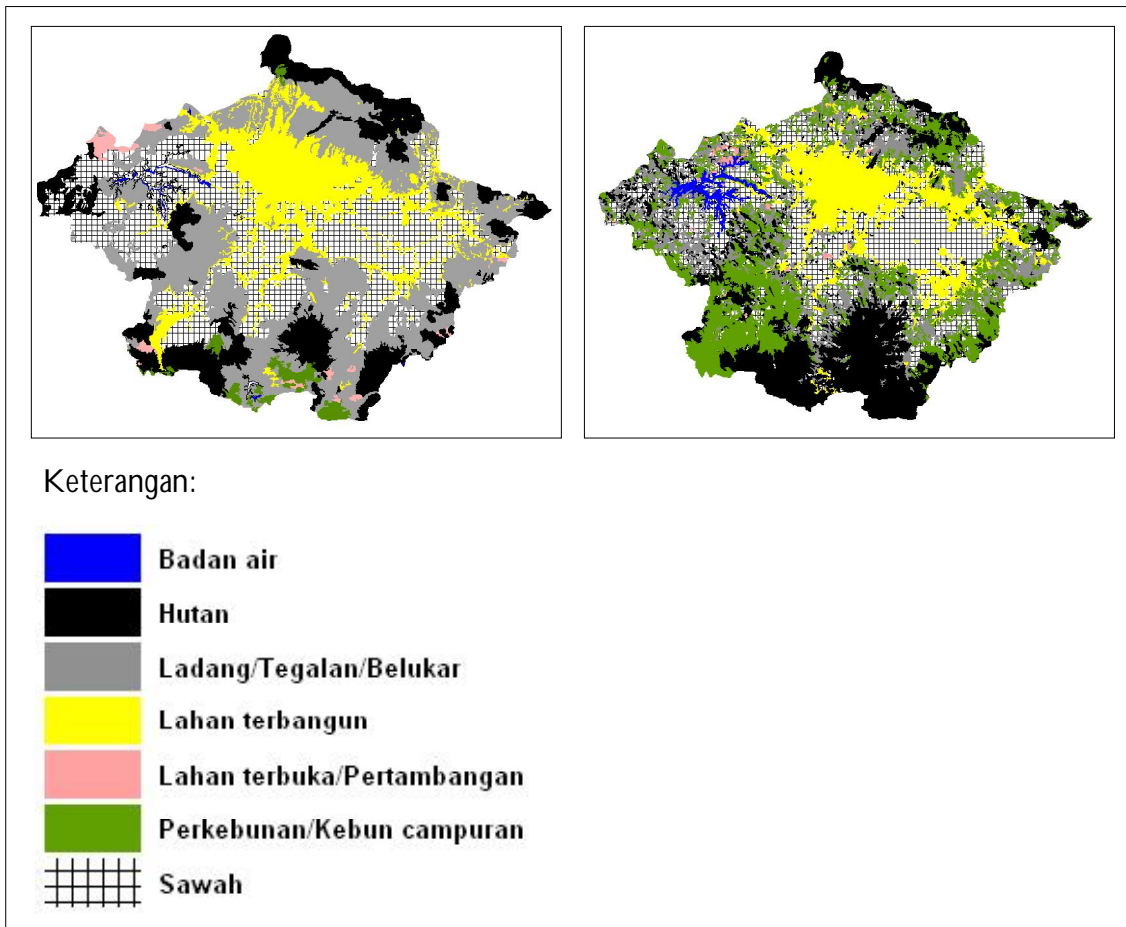 Keterangan:
Badan air
Hutan
Ladang/Tegalan/Belukar
Lahan terbangun
Lahan terbuka/Pertambangan
Perkebunan/Kebun campuran
Sawah